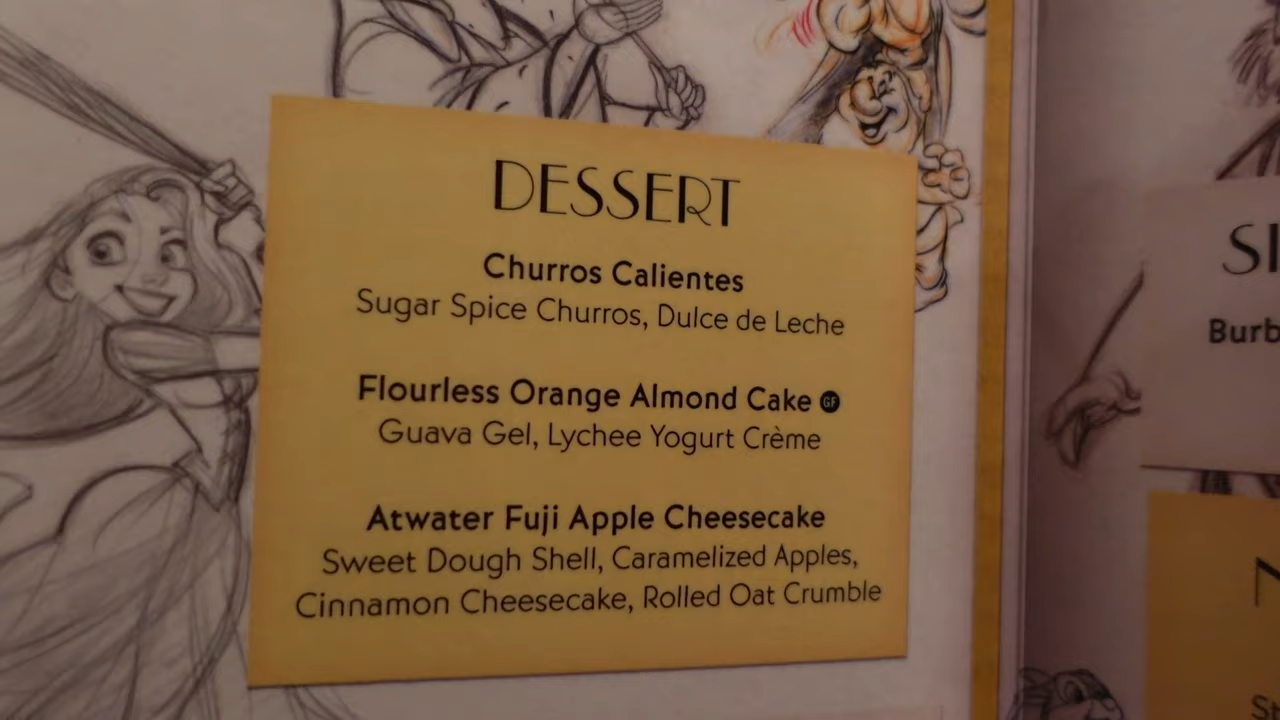 DESSERT
Churros Calientes
Sugar Spice Churros, Dulce de Leche
Flourless Orange Almond Cake GF
Guava Gel, Lychee Yogurt Crème
Atwater Fuji Apple Cheesecake
Sweet Dough Shell, Caramelized Apples,
Cinnamon Cheesecake, Rolled Oat Crumble
Burb